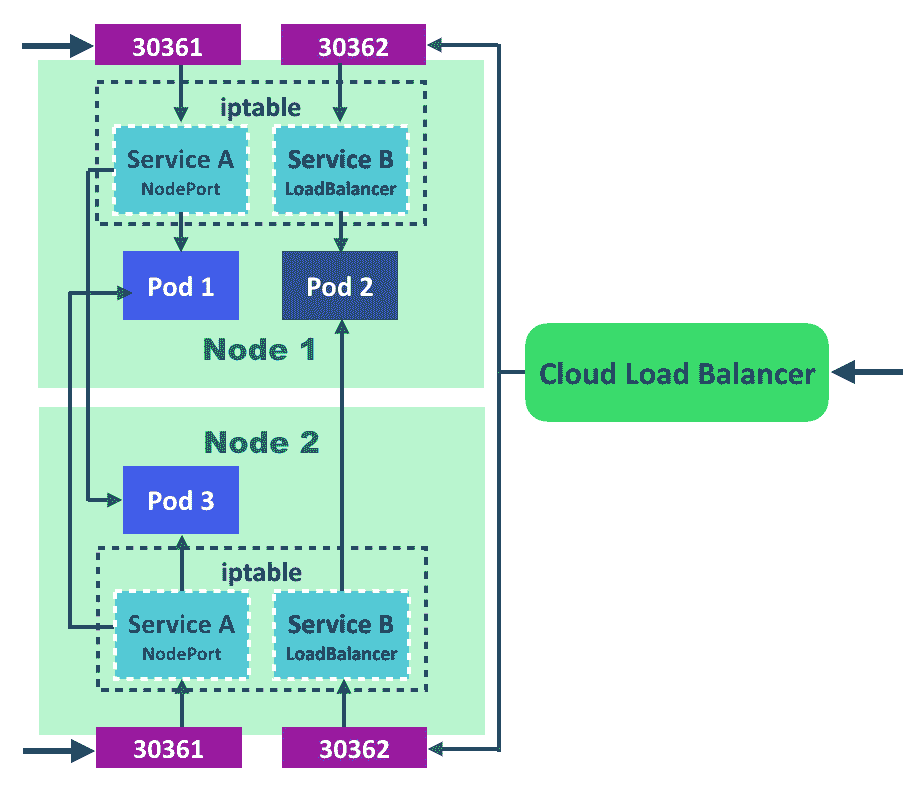 30361
30362
iptable
Service A
NodePort
Service B
LoadBalancer
Pod 1
Pod 2
Node 1
Cloud Load Balancer
Node 2
Pod 3
iptable
Service A
NodePort
Service B
LoadBalancer
30361
30362